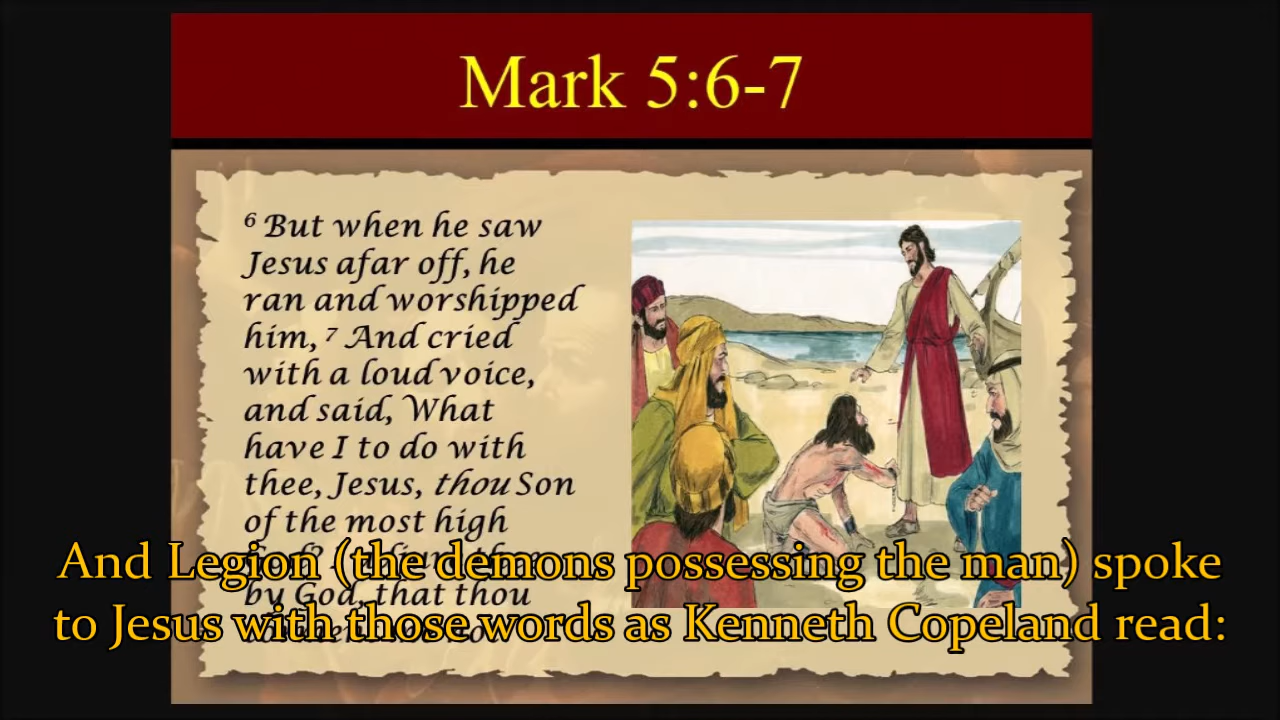 Mark 5:6-7
⁶ But when he saw
Jesus afar off, he
ran and worshipped
him, ⁷ And cried
with a loud voice,
and said, What
have I to do with
thee, Jesus, thou Son
of the most high
by God, that thou
And Legion (the demons possessing the man) spoke
to Jesus with those words as Kenneth Copeland read: